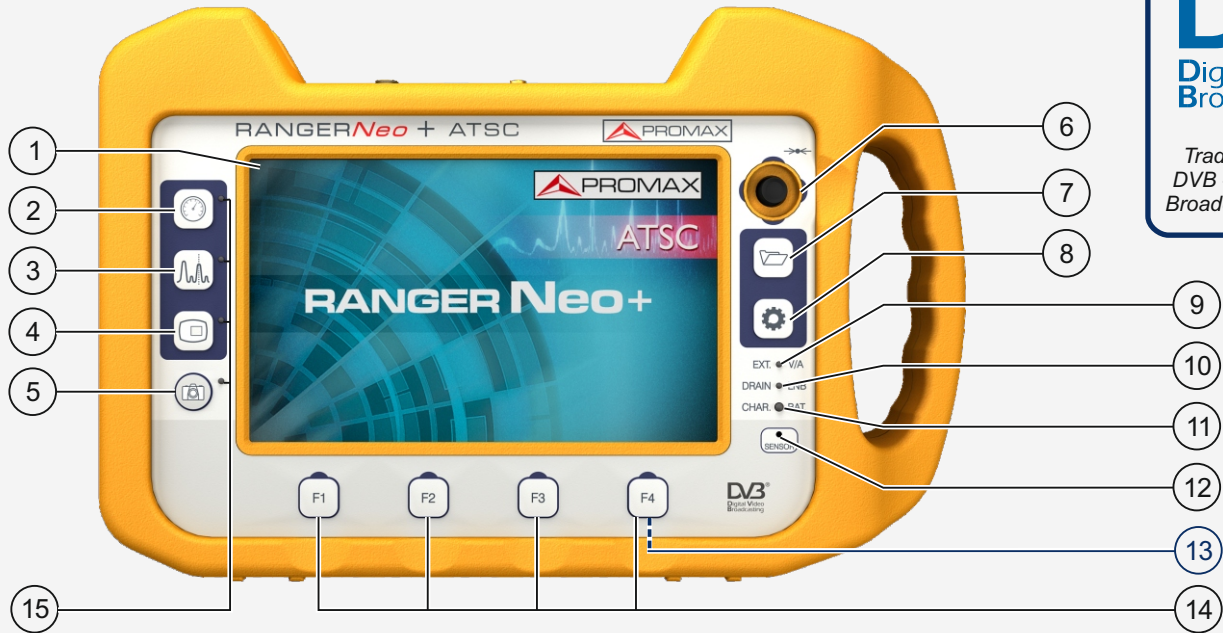 RANGERNeo + ATSC
PROMAX
PROMAX
ATSC
RANGER Neo+
EXT. V/A
DRAIN LNB
CHAR. BAT
SENSOR
F1
F2
F3
F4
DVB®
Digital Video
Broadcasting
1
2
3
4
5
15
6
7
8
9
10
11
12
13
14
D
Dig
Bro
Trad
DVB
Broad